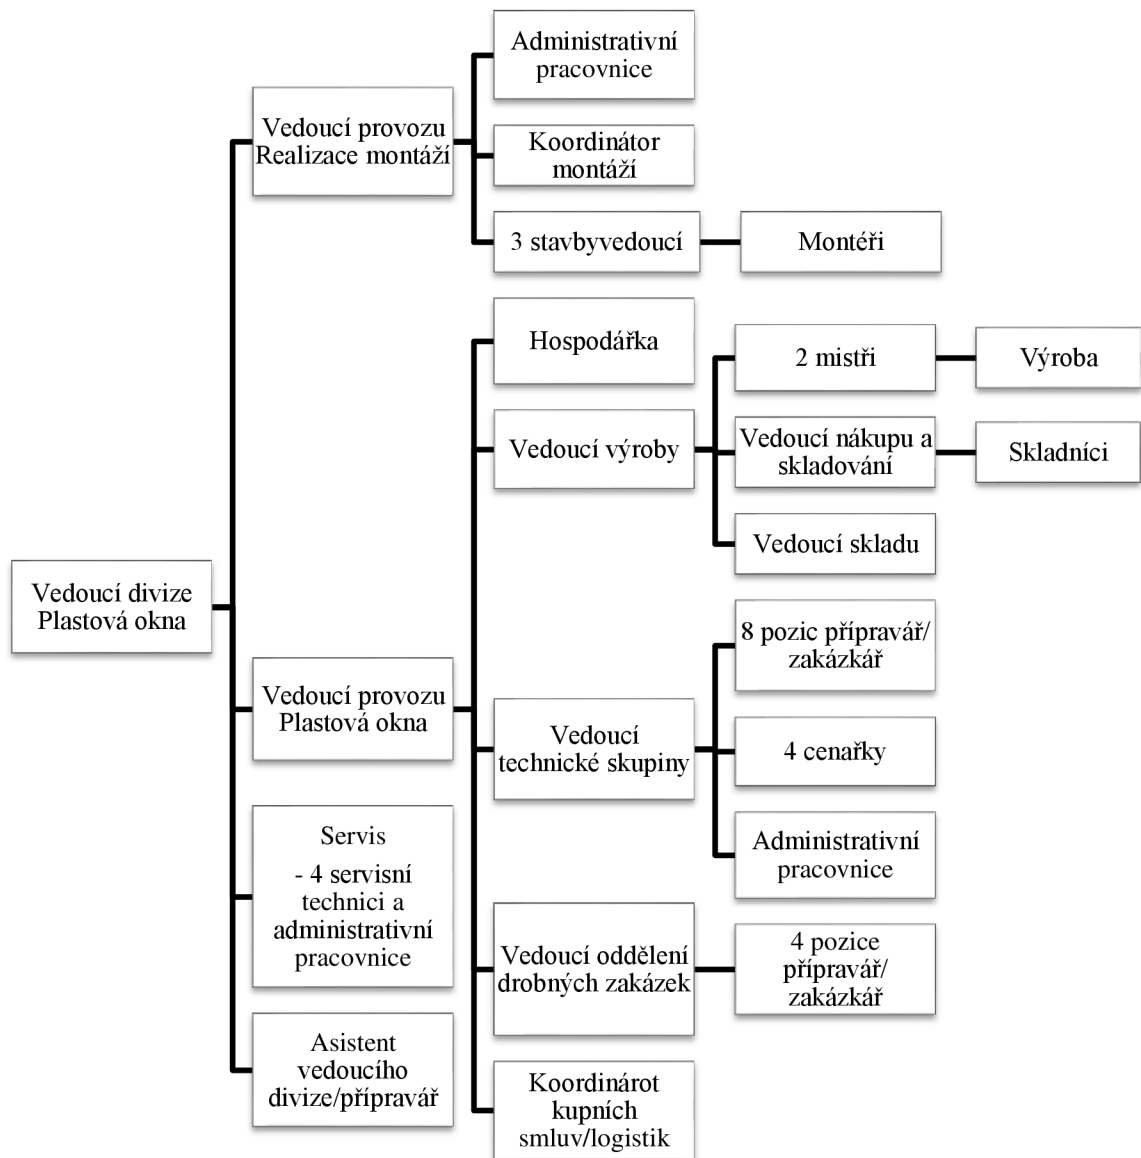 Vedoucí divize
Plastová okna
Vedoucí provozu
Realizace montáží
Administrativní
pracovnice
Koordinátor
montáží
3 stavbyvedoucí
Montéři
Vedoucí provozu
Plastová okna
Hospodářka
Vedoucí výroby
2 mistři
Výroba
Vedoucí nákupu a
skladování
Skladníci
Vedoucí skladu
Vedoucí
technické skupiny
8 pozic přípravář/
zakázkář
4 cenařky
Administrativní
pracovnice
Vedoucí oddělení
drobných zakázek
4 pozice
přípravář/
zakázkář
Koordinárot
kupních
smluv/logistik
Servis
- 4 servisní
technici a
administrativní
pracovnice
Asistent
vedoucího
divize/přípravář